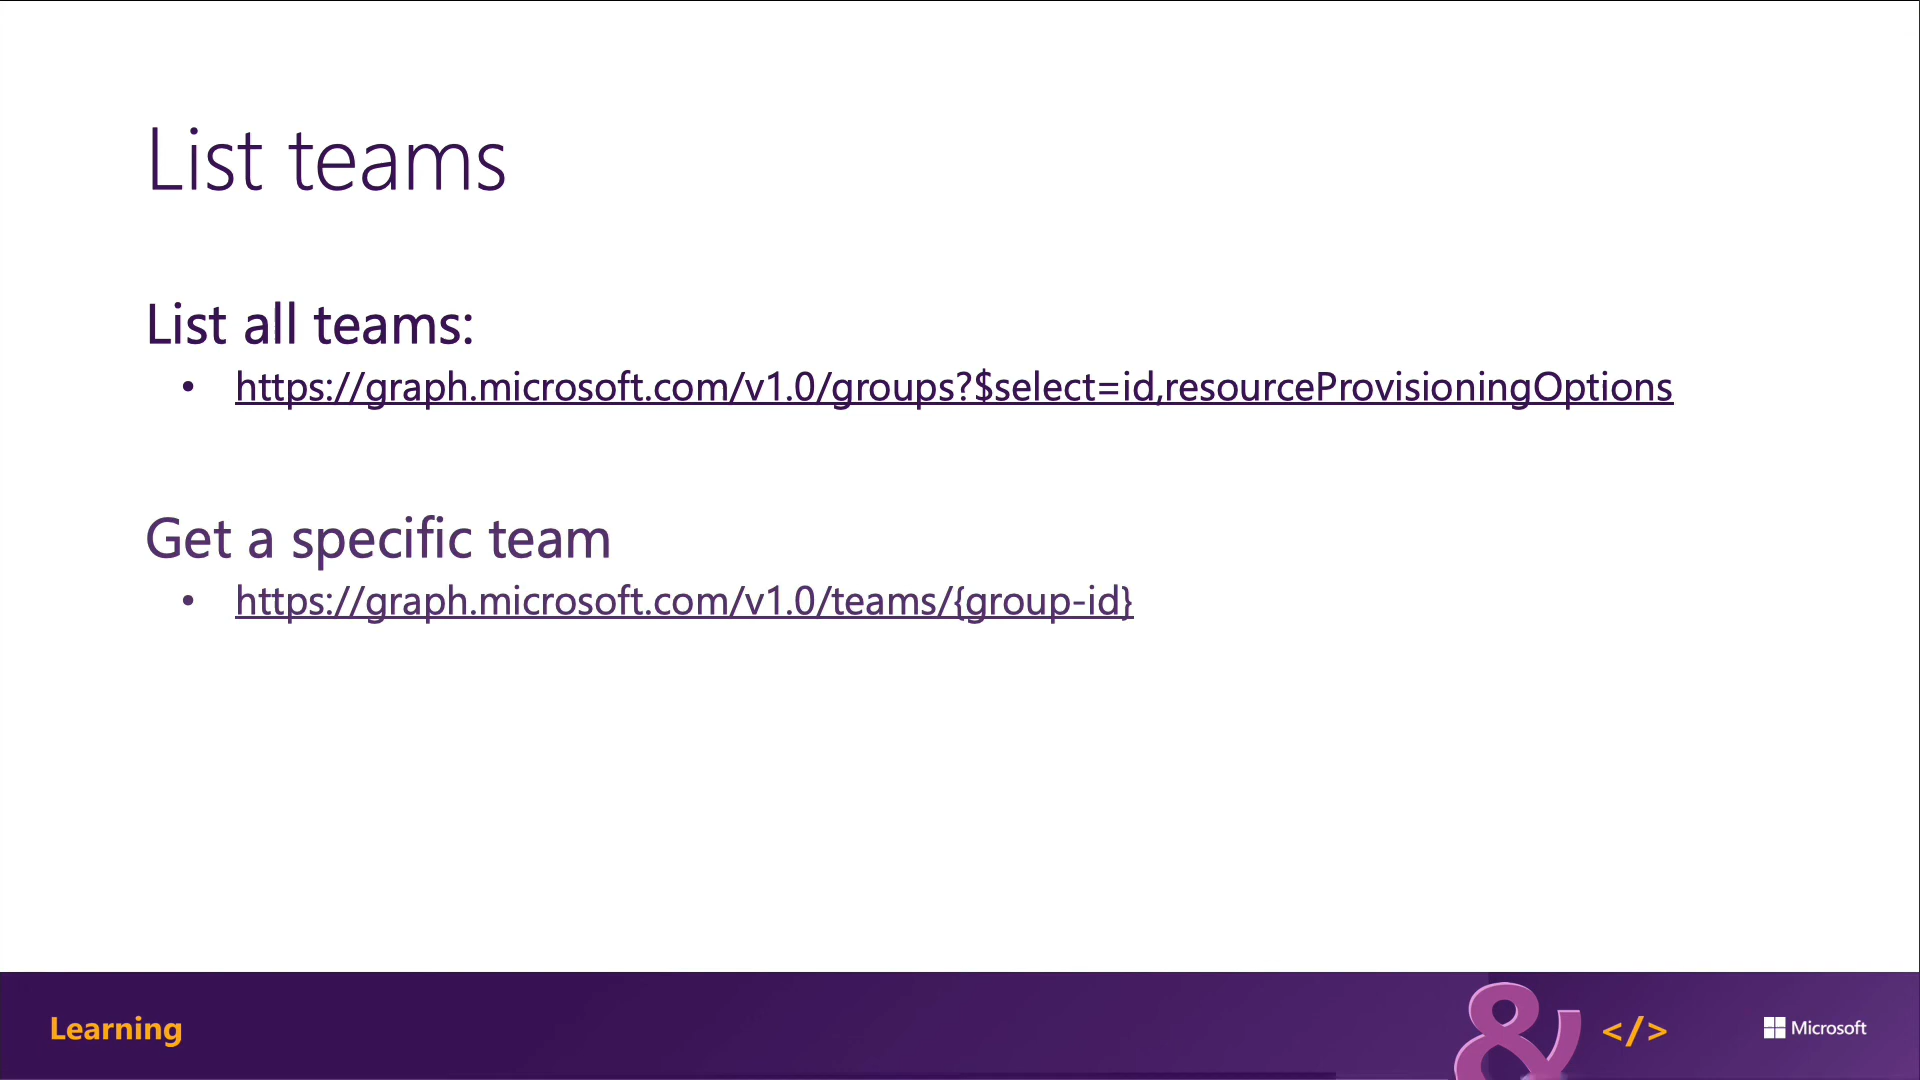 List teams
List all teams:
• https://graph.microsoft.com/v1.0/groups?$select=id,resourceProvisioningOptions
Get a specific team
• https://graph.microsoft.com/v1.0/teams/{group-id}
Learning
& </>
Microsoft